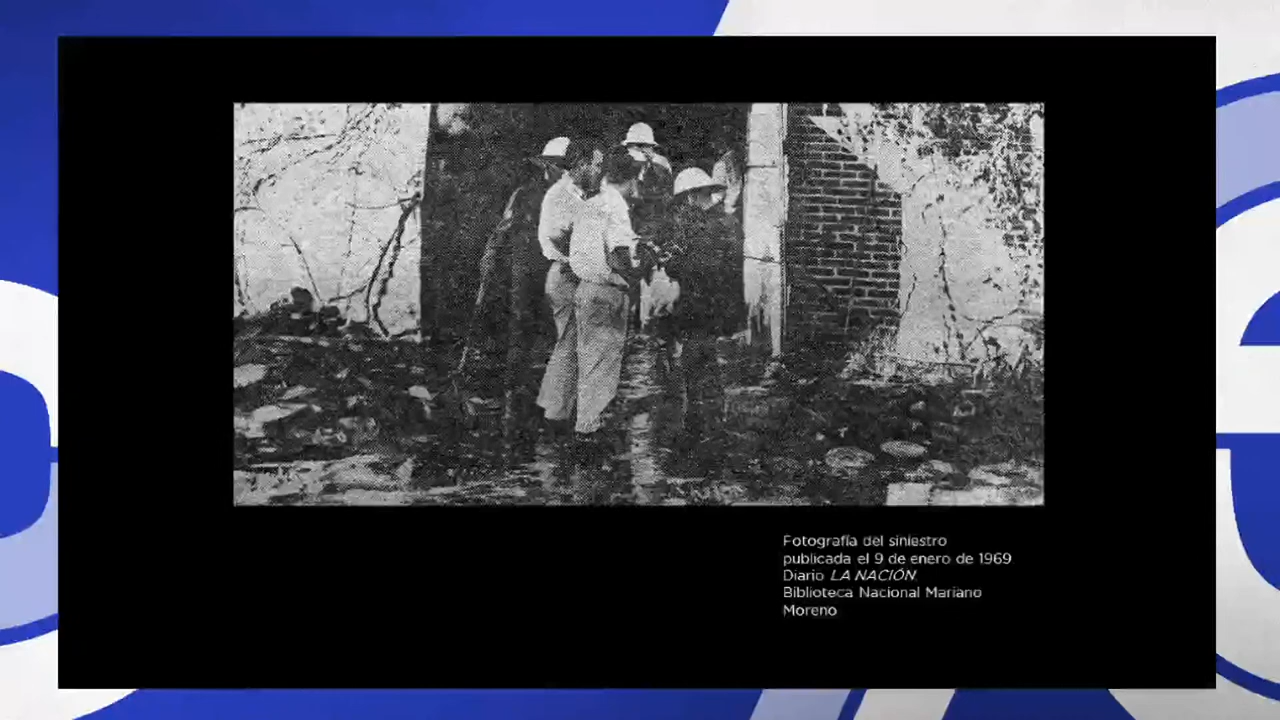 Fotografía del siniestro
publicada el 9 de enero de 1969
Diario LA NACIÓN.
Biblioteca Nacional Mariano
Moreno